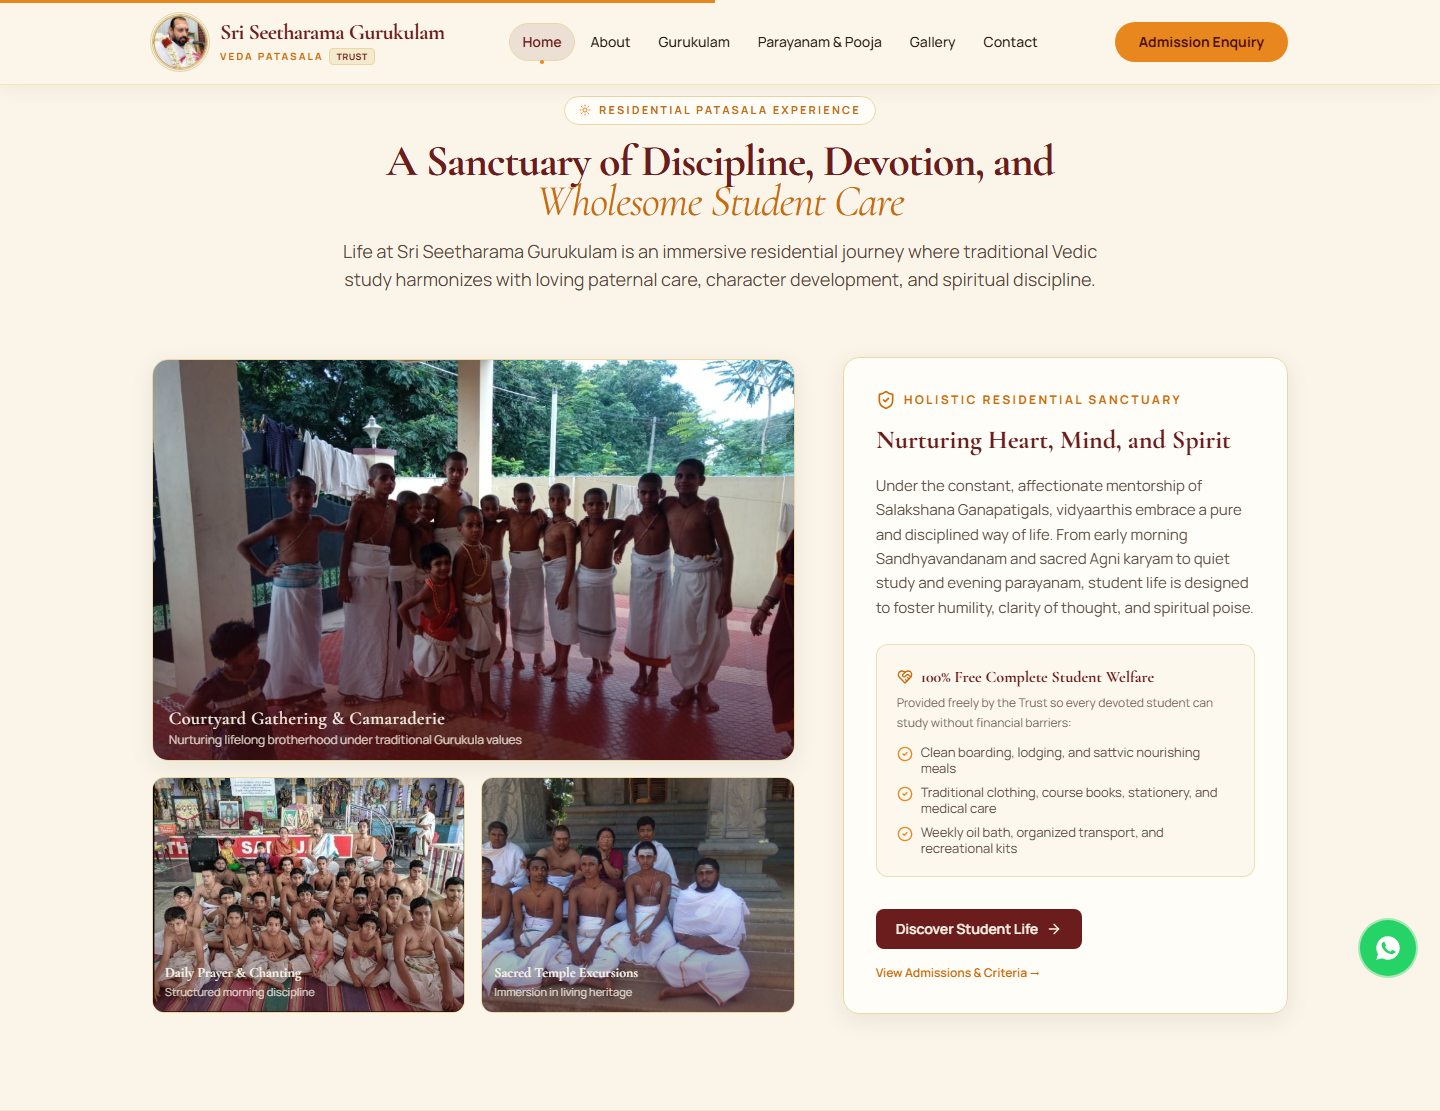 Sri Seetharama Gurukulam
VEDA PATASALA TRUST
Home About Gurukulam Parayanam & Pooja Gallery Contact
Admission Enquiry
RESIDENTIAL PATASALA EXPERIENCE
A Sanctuary of Discipline, Devotion, and
Wholesome Student Care
Life at Sri Seetharama Gurukulam is an immersive residential journey where traditional Vedic
study harmonizes with loving paternal care, character development, and spiritual discipline.
Courtyard Gathering & Camaraderie
Nurturing lifelong brotherhood under traditional Gurukula values
Daily Prayer & Chanting
Structured morning discipline
Sacred Temple Excursions
Immersion in living heritage
HOLISTIC RESIDENTIAL SANCTUARY
Nurturing Heart, Mind, and Spirit
Under the constant, affectionate mentorship of
Salakshana Ganapatigals, vidyaarthis embrace a pure
and disciplined way of life. From early morning
Sandhyavandanam and sacred Agni karyam to quiet
study and evening parayanam, student life is designed
to foster humility, clarity of thought, and spiritual poise.
100% Free Complete Student Welfare
Provided freely by the Trust so every devoted student can
study without financial barriers:
Clean boarding, lodging, and sattvic nourishing
meals
Traditional clothing, course books, stationery, and
medical care
Weekly oil bath, organized transport, and
recreational kits
Discover Student Life →
View Admissions & Criteria →